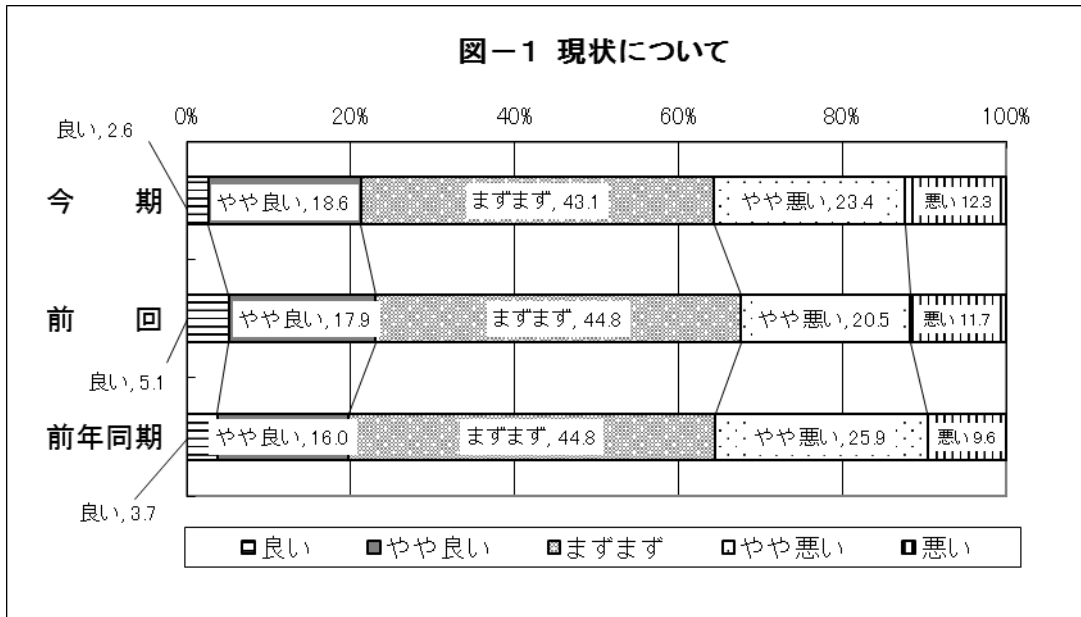 図－1 現状について
0% 20% 40% 60% 80% 100%
良い, 2.6
今 期 やや良い, 18.6 まずまず, 43.1 やや悪い, 23.4 悪い 12.3
前 回 やや良い, 17.9 まずまず, 44.8 やや悪い, 20.5 悪い 11.7
良い, 5.1
前年同期 やや良い, 16.0 まずまず, 44.8 やや悪い, 25.9 悪い 9.6
良い, 3.7
良い やや良い まずまず やや悪い 悪い